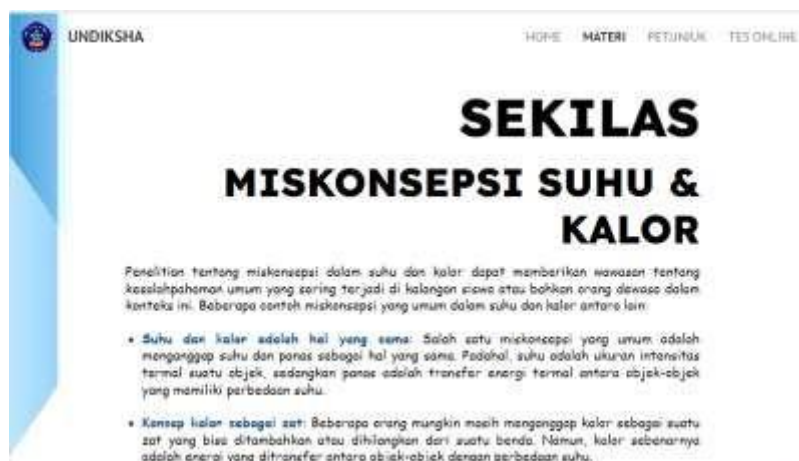 UNDIKSHA
HOME MATERI PETUNJUK TES ONLINE
SEKILAS
MISKONSEPSI SUHU &
KALOR
Penelitian tentang miskonsepsi dalam suhu dan kalor dapat memberikan wawasan tentang
kesalahpahaman umum yang sering terjadi di kalangan siswa atau bahkan orang dewasa dalam
konteks ini. Beberapa contoh miskonsepsi yang umum dalam suhu dan kalor antara lain:
• Suhu dan kalor adalah hal yang sama: Salah satu miskonsepsi yang umum adalah
menganggap suhu dan panas sebagai hal yang sama. Padahal, suhu adalah ukuran intensitas
termal suatu objek, sedangkan panas adalah transfer energi termal antara objek-objek
yang memiliki perbedaan suhu.
• Konsep kalor sebagai zat: Beberapa orang mungkin masih menganggap kalor sebagai suatu
zat yang bisa ditambahkan atau dihilangkan dari suatu benda. Namun, kalor sebenarnya
adalah energi yang ditransfer antara objek-objek dengan perbedaan suhu.